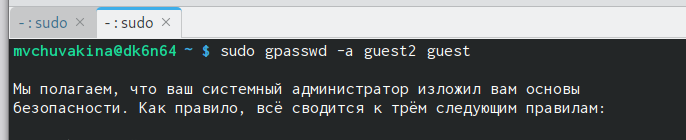 -:sudo × -:sudo ×
mvchuvakina@dk6n64 ~ $ sudo gpasswd -a guest2 guest
Мы полагаем, что ваш системный администратор изложил вам основы
безопасности. Как правило, всё сводится к трём следующим правилам: